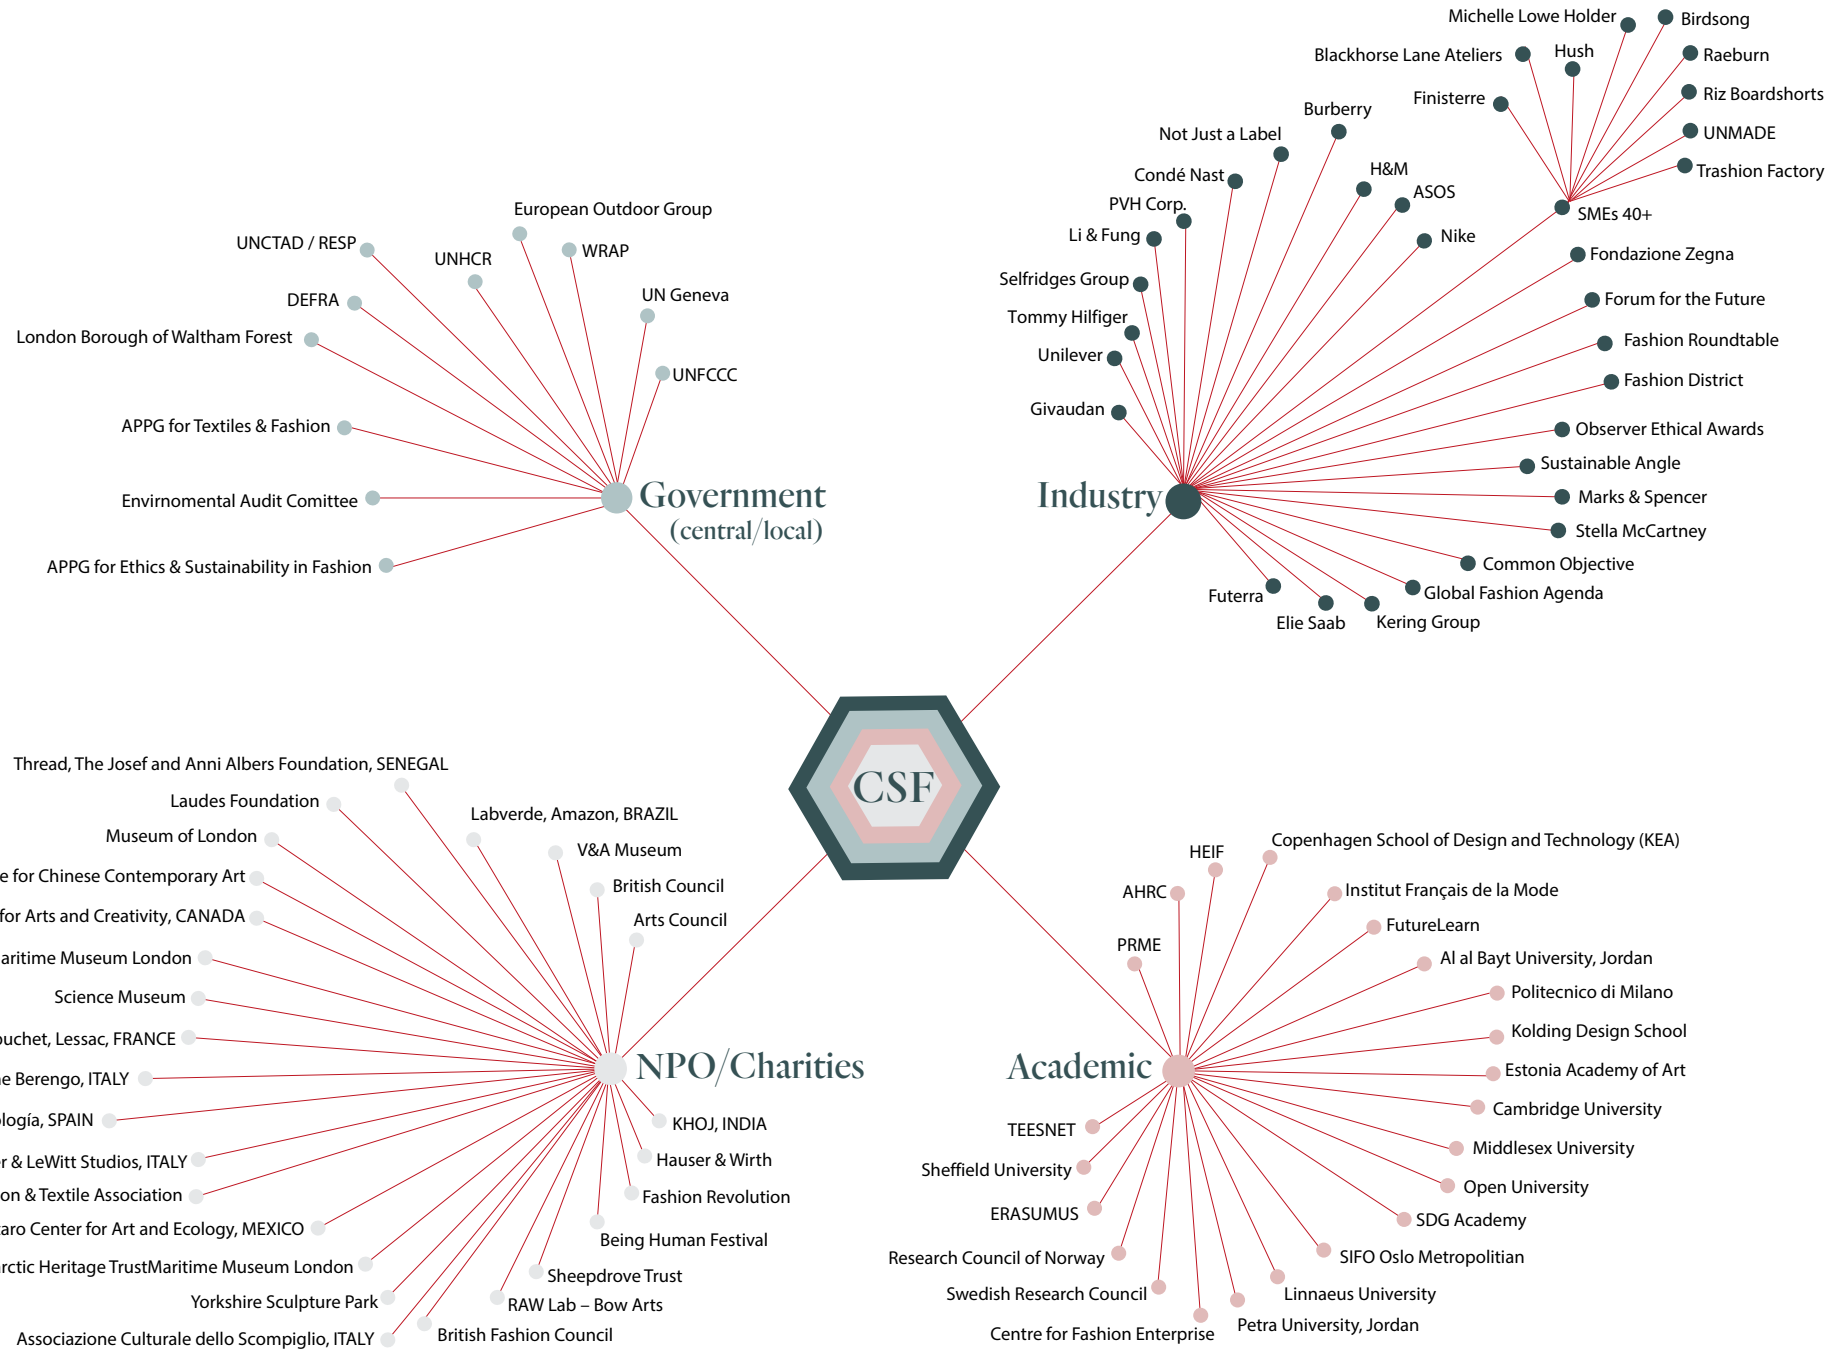 UNCTAD / RESP
European Outdoor Group
UNHCR
WRAP
DEFRA
UN Geneva
London Borough of Waltham Forest
UNFCCC
APPG for Textiles & Fashion
Envirnomental Audit Comittee
APPG for Ethics & Sustainability in Fashion
Government
(central/local)
Michelle Lowe Holder
Birdsong
Blackhorse Lane Ateliers
Hush
Raeburn
Finisterre
Riz Boardshorts
UNMADE
Trashion Factory
SMEs 40+
Burberry
Not Just a Label
H&M
Condé Nast
ASOS
PVH Corp.
Li & Fung
Nike
Selfridges Group
Tommy Hilfiger
Unilever
Givaudan
Fondazione Zegna
Forum for the Future
Fashion Roundtable
Fashion District
Observer Ethical Awards
Sustainable Angle
Marks & Spencer
Stella McCartney
Common Objective
Global Fashion Agenda
Kering Group
Elie Saab
Futerra
Industry
CSF
Thread, The Josef and Anni Albers Foundation, SENEGAL
Laudes Foundation
Labverde, Amazon, BRAZIL
Museum of London
V&A Museum
e for Chinese Contemporary Art
British Council
for Arts and Creativity, CANADA
Arts Council
aritime Museum London
Science Museum
ouchet, Lessac, FRANCE
ne Berengo, ITALY
ología, SPAIN
er & LeWitt Studios, ITALY
on & Textile Association
taro Center for Art and Ecology, MEXICO
arctic Heritage TrustMaritime Museum London
Yorkshire Sculpture Park
Associazione Culturale dello Scompiglio, ITALY
NPO/Charities
KHOJ, INDIA
Hauser & Wirth
Fashion Revolution
Being Human Festival
Sheepdrove Trust
RAW Lab – Bow Arts
British Fashion Council
Copenhagen School of Design and Technology (KEA)
HEIF
AHRC
Institut Français de la Mode
FutureLearn
PRME
Al al Bayt University, Jordan
Politecnico di Milano
Kolding Design School
Academic
Estonia Academy of Art
Cambridge University
TEESNET
Middlesex University
Sheffield University
Open University
ERASUMUS
SDG Academy
Research Council of Norway
SIFO Oslo Metropolitian
Swedish Research Council
Linnaeus University
Centre for Fashion Enterprise
Petra University, Jordan